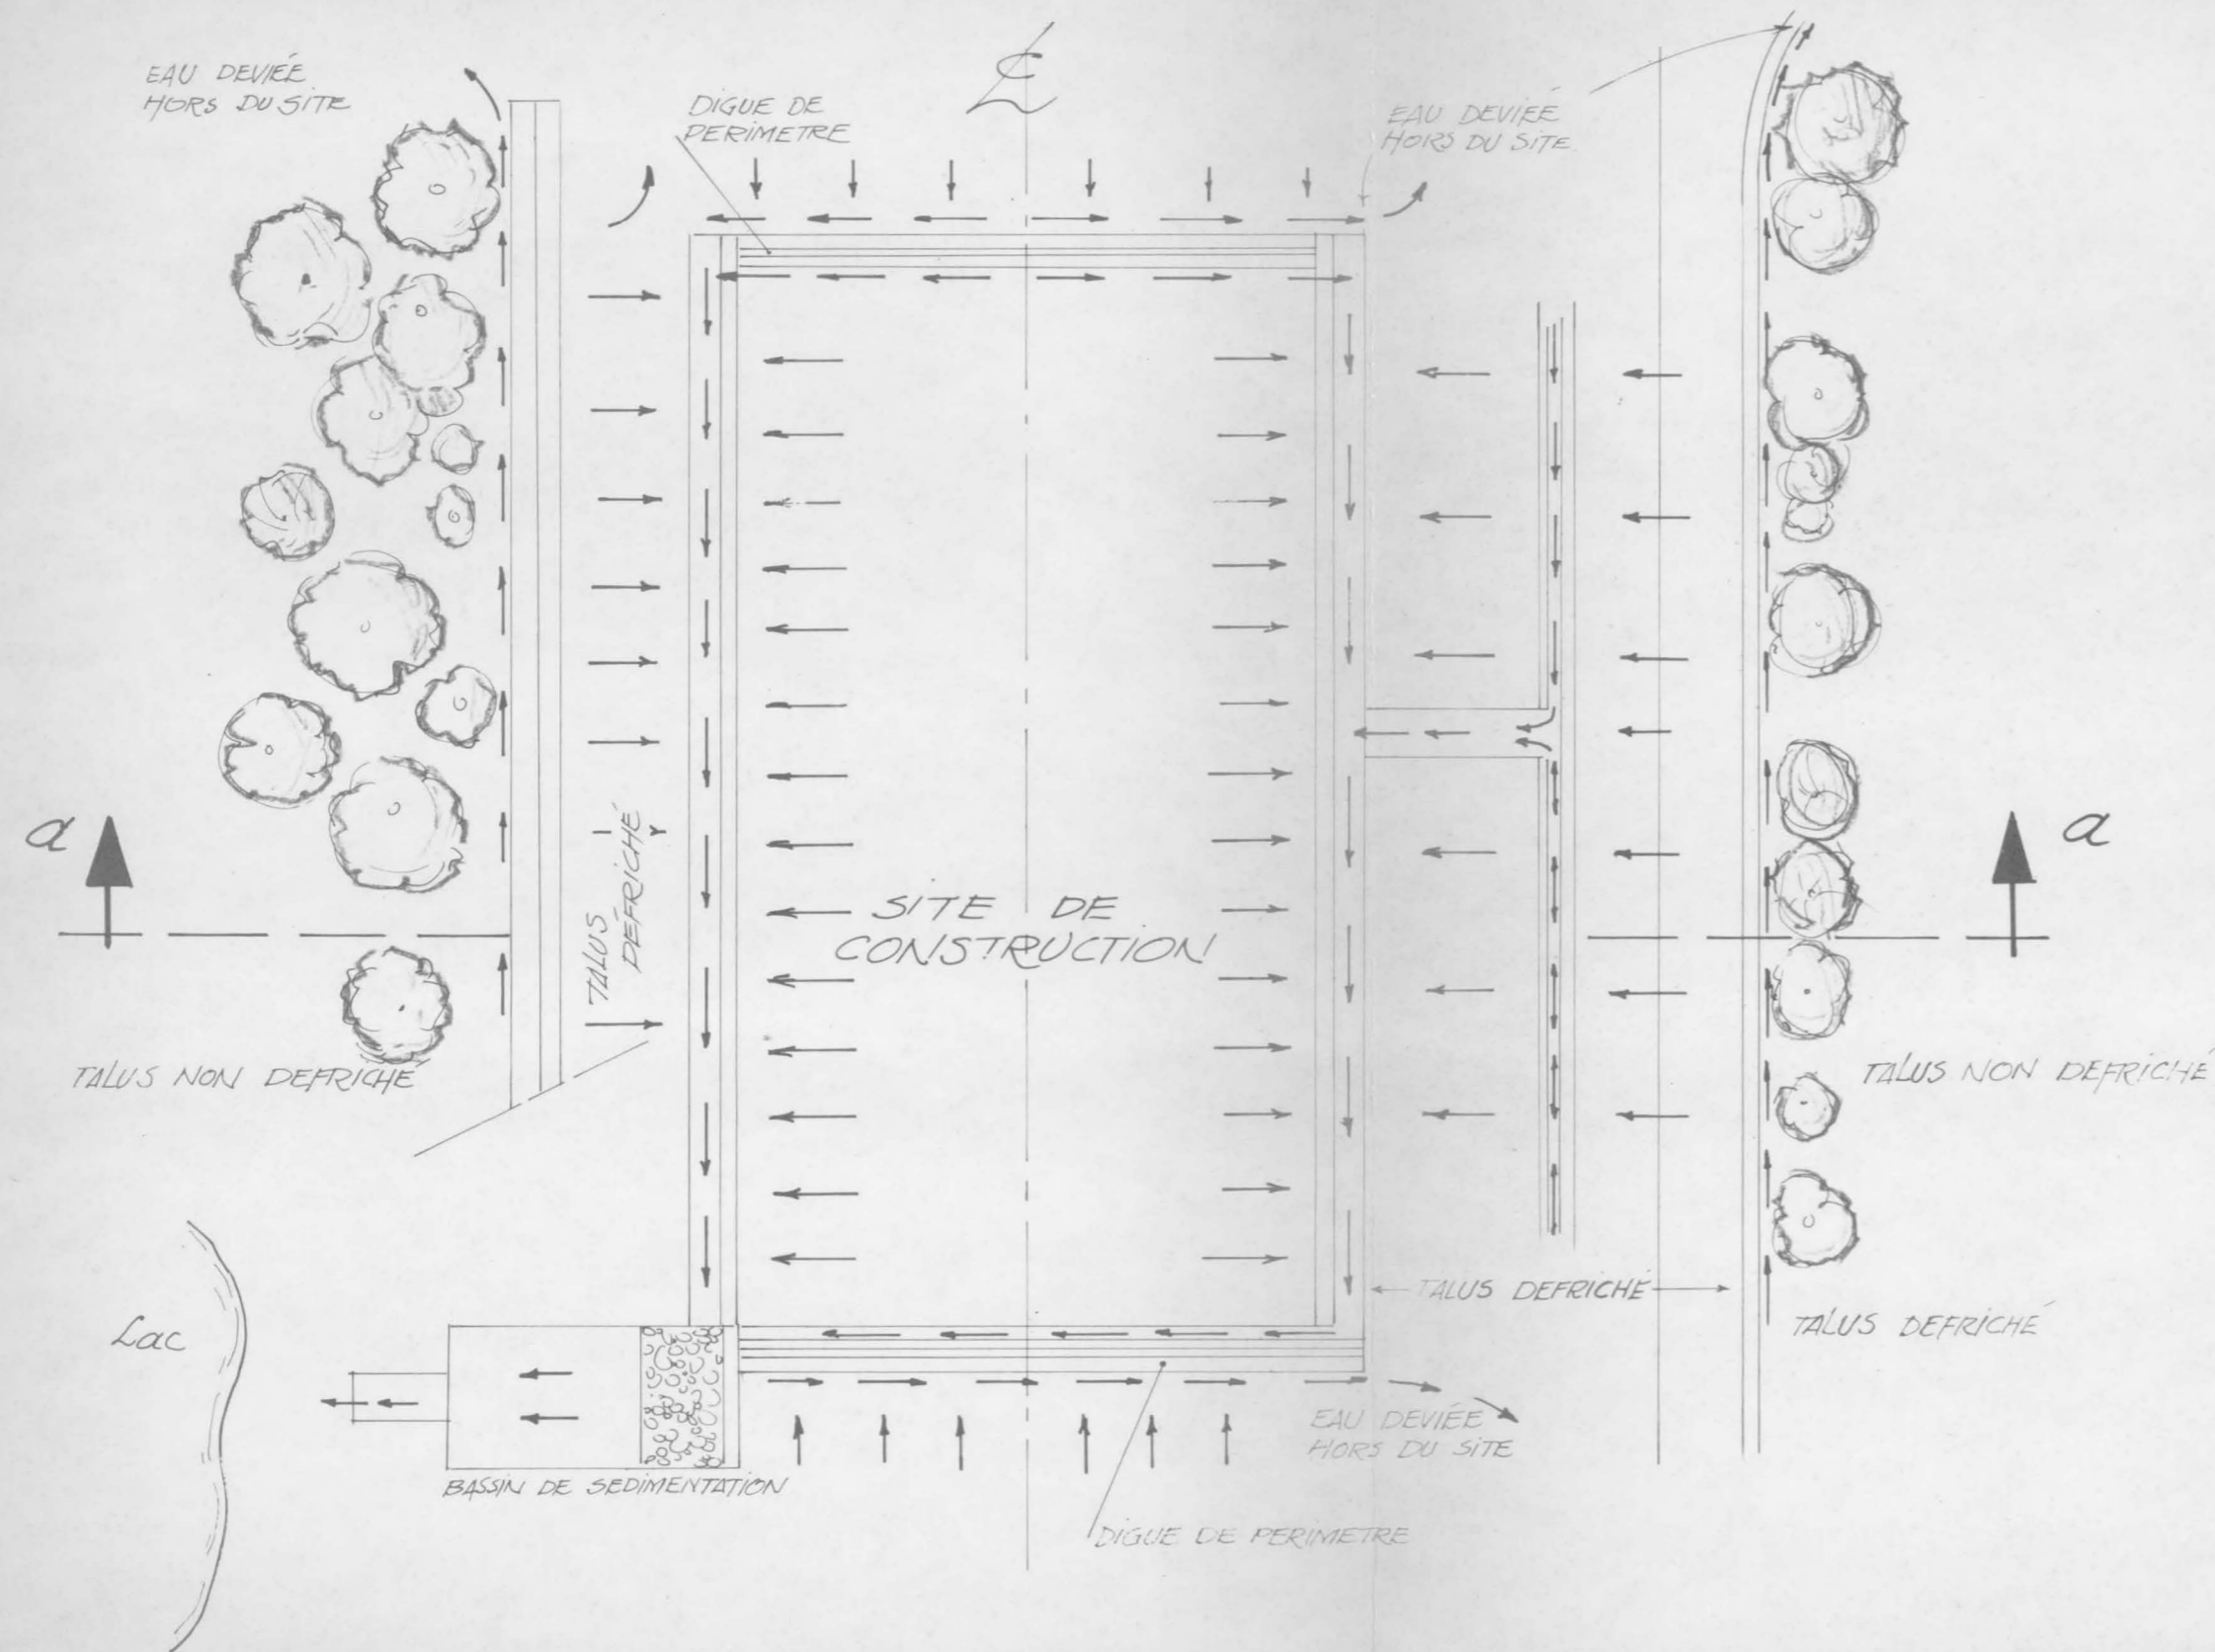 EAU DEVIÉE
HORS DU SITE
DIGUE DE
PERIMETRE
℄
EAU DEVIÉE
HORS DU SITE
a
a
TALUS
DÉFRICHÉ
SITE DE
CONSTRUCTION
TALUS NON DEFRICHÉ
TALUS NON DEFRICHÉ
TALUS DEFRICHÉ
TALUS DEFRICHÉ
Lac
EAU DEVIÉE
HORS DU SITE
BASSIN DE SEDIMENTATION
DIGUE DE PERIMETRE